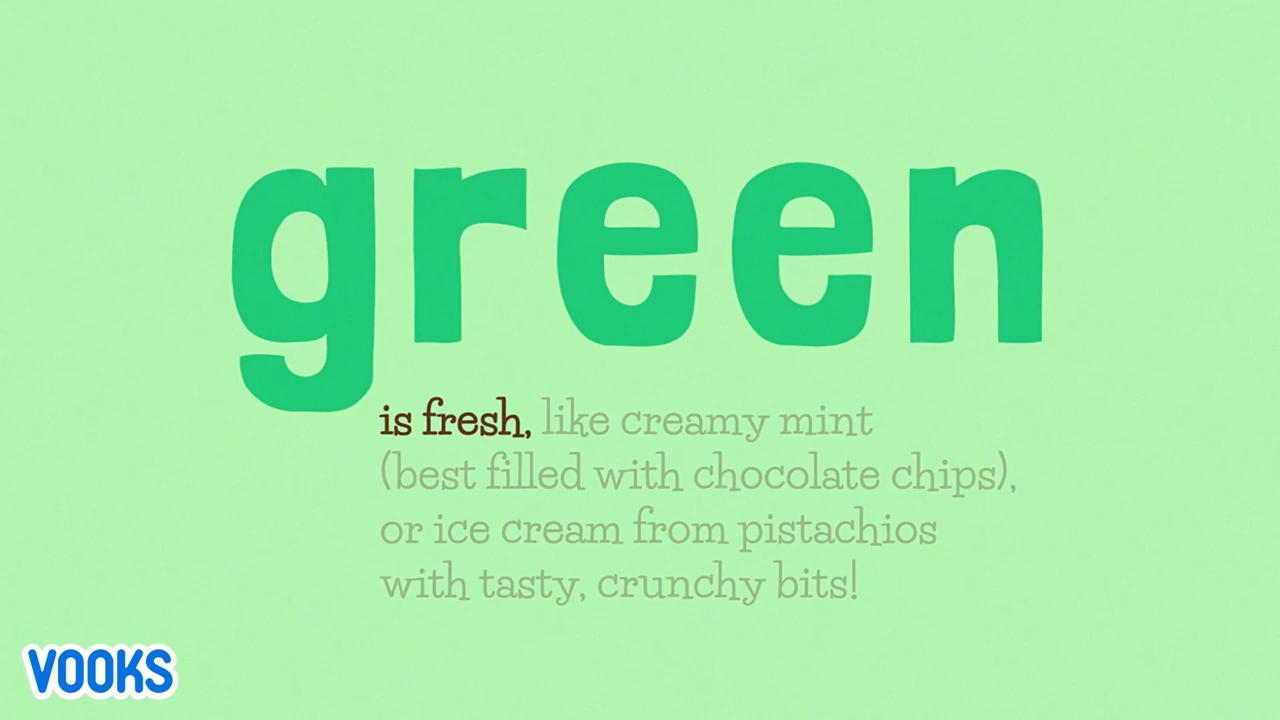 green
is fresh, like creamy mint
(best filled with chocolate chips),
or ice cream from pistachios
with tasty, crunchy bits!
VOOKS